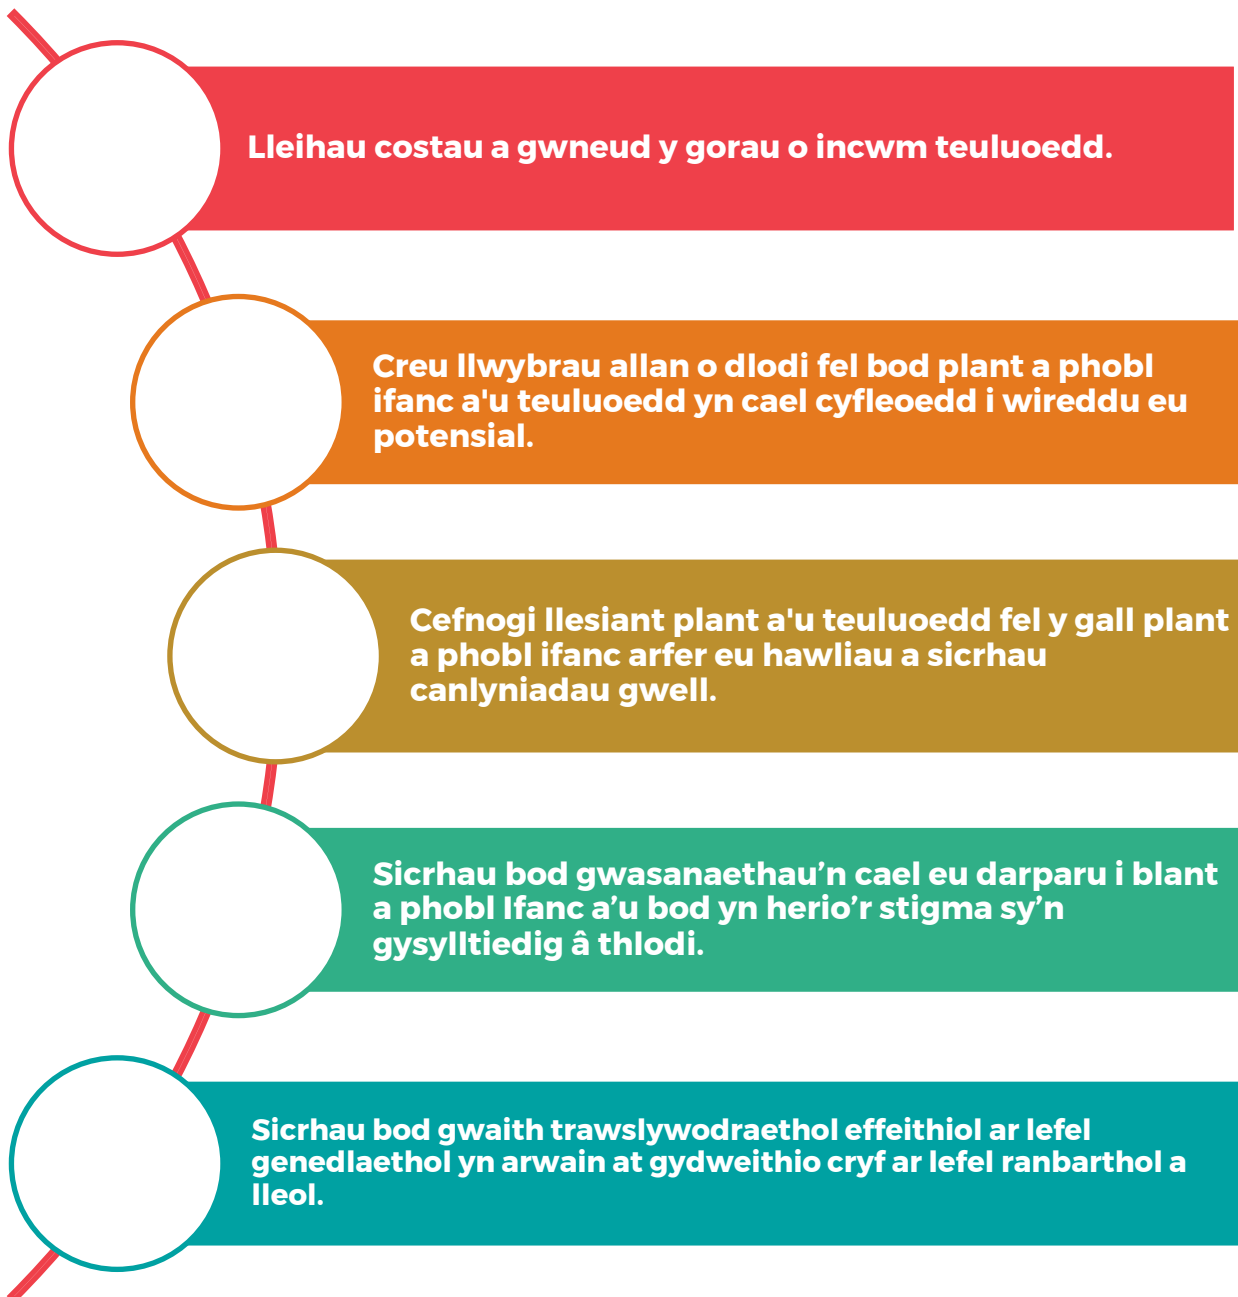 Lleihau costau a gwneud y gorau o incwm teuluoedd.
Creu llwybrau allan o dlodi fel bod plant a phobl
ifanc a'u teuluoedd yn cael cyfleoedd i wireddu eu
potensial.
Cefnogi llesiant plant a'u teuluoedd fel y gall plant
a phobl ifanc arfer eu hawliau a sicrhau
canlyniadau gwell.
Sicrhau bod gwasanaethau’n cael eu darparu i blant
a phobl Ifanc a’u bod yn herio’r stigma sy’n
gysylltiedig â thlodi.
Sicrhau bod gwaith trawslywodraethol effeithiol ar lefel
genedlaethol yn arwain at gydweithio cryf ar lefel ranbarthol a
lleol.